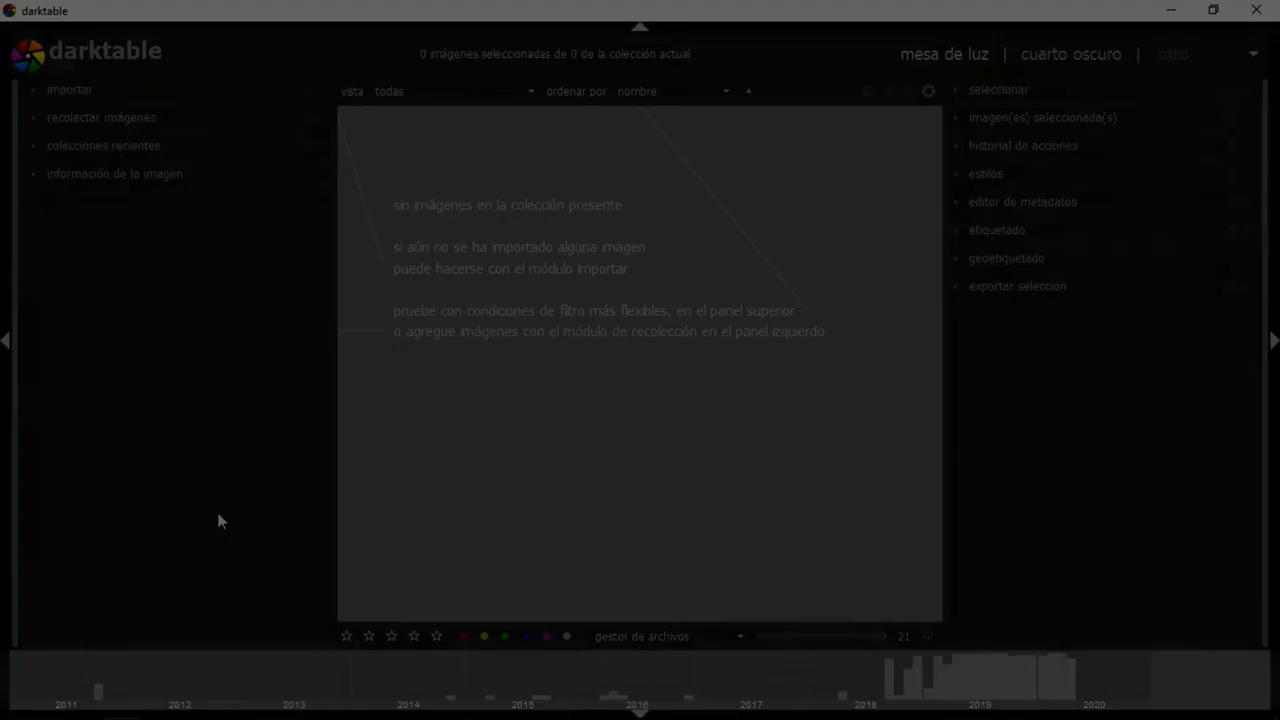 darktable
darktable
0 imágenes seleccionadas de 0 de la colección actual
mesa de luz | cuarto oscuro | otro
importar
recolectar imágenes
colecciones recientes
información de la imagen
vista todas ordenar por nombre
sin imágenes en la colección presente
si aún no se ha importado alguna imagen
puede hacerse con el módulo importar
pruebe con condiciones de filtro más flexibles, en el panel superior
o agregue imágenes con el módulo de recolección en el panel izquierdo
seleccionar
imagen(es) seleccionada(s)
historial de acciones
estilos
editor de metadatos
etiquetado
geoetiquetado
exportar selección
gestor de archivos 21
2011 2012 2013 2014 2015 2016 2017 2018 2019 2020